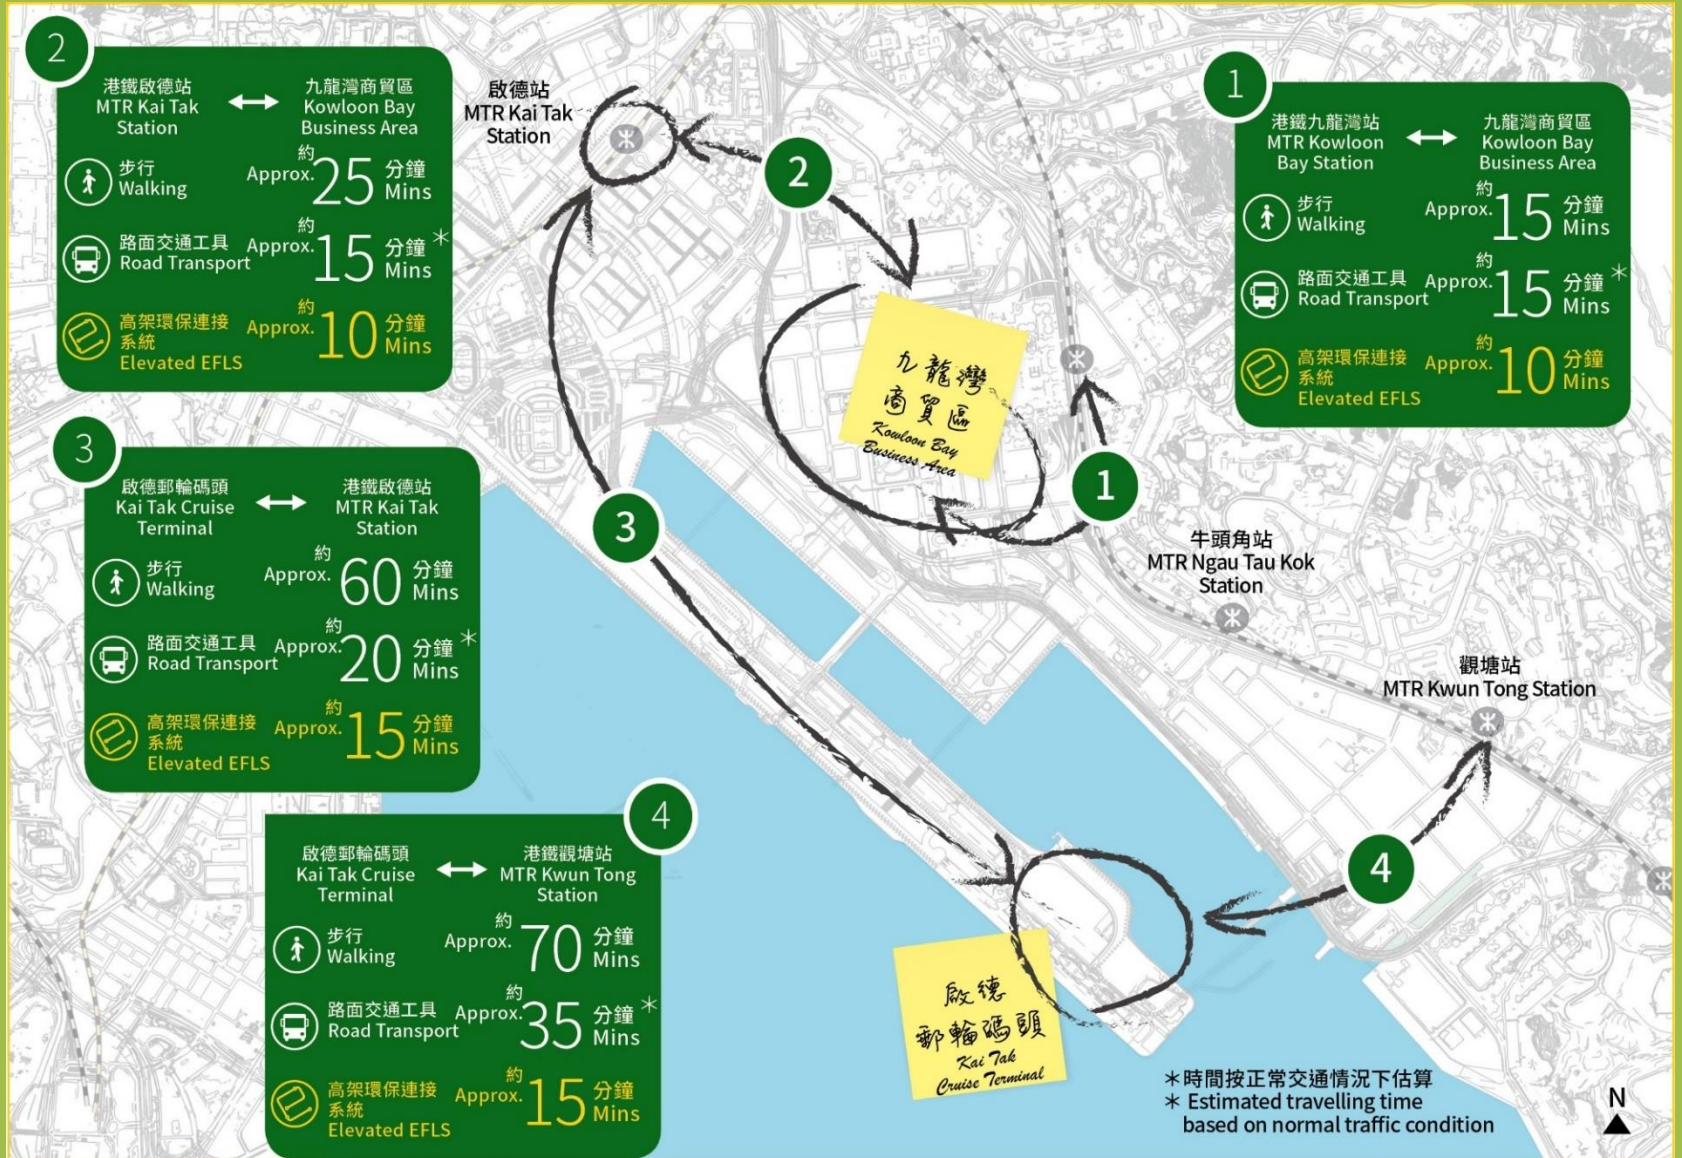 2
港鐵啟德站
MTR Kai Tak
Station
九龍灣商貿區
Kowloon Bay
Business Area
步行
Walking
約
Approx. 25 分鐘
Mins
路面交通工具
Road Transport
約
Approx. 15 分鐘 *
Mins
高架環保連接
系統
Elevated EFLS
約
Approx. 10 分鐘
Mins
啟德站
MTR Kai Tak
Station
2
1
港鐵九龍灣站
MTR Kowloon
Bay Station
九龍灣商貿區
Kowloon Bay
Business Area
步行
Walking
約
Approx. 15 分鐘
Mins
路面交通工具
Road Transport
約
Approx. 15 分鐘 *
Mins
高架環保連接
系統
Elevated EFLS
約
Approx. 10 分鐘
Mins
九龍灣
商貿區
Kowloon Bay
Business Area
1
3
啟德郵輪碼頭
Kai Tak Cruise
Terminal
港鐵啟德站
MTR Kai Tak
Station
步行
Walking
約
Approx. 60 分鐘
Mins
路面交通工具
Road Transport
約
Approx. 20 分鐘 *
Mins
高架環保連接
系統
Elevated EFLS
約
Approx. 15 分鐘
Mins
3
牛頭角站
MTR Ngau Tau Kok
Station
觀塘站
MTR Kwun Tong Station
4
4
啟德郵輪碼頭
Kai Tak Cruise
Terminal
港鐵觀塘站
MTR Kwun Tong
Station
步行
Walking
約
Approx. 70 分鐘
Mins
路面交通工具
Road Transport
約
Approx. 35 分鐘 *
Mins
高架環保連接
系統
Elevated EFLS
約
Approx. 15 分鐘
Mins
啟德
郵輪碼頭
Kai Tak
Cruise Terminal
*時間按正常交通情況下估算
* Estimated travelling time
based on normal traffic condition
N